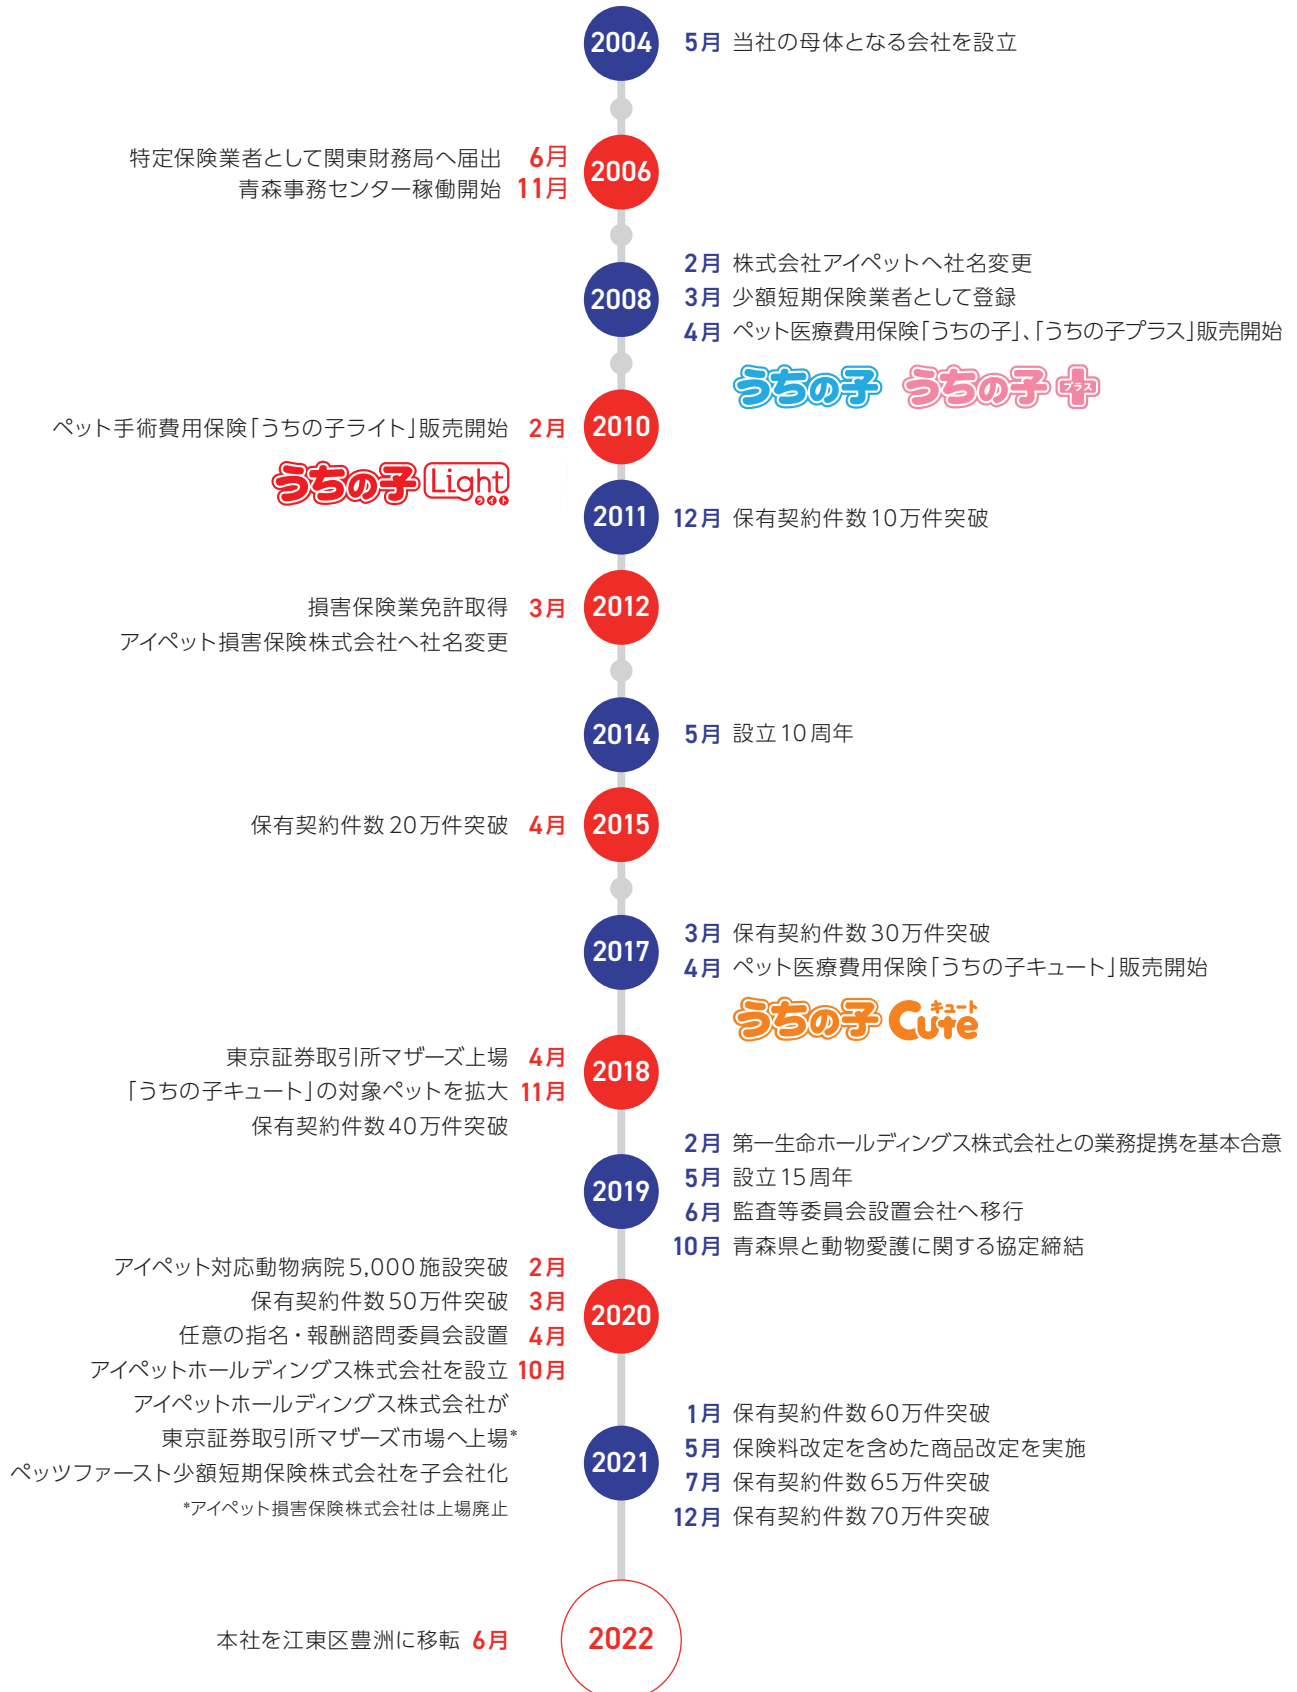 2004
5月 当社の母体となる会社を設立
2006
特定保険業者として関東財務局へ届出 6月
青森事務センター稼働開始 11月
2008
2月 株式会社アイペットへ社名変更
3月 少額短期保険業者として登録
4月 ペット医療費用保険「うちの子」、「うちの子プラス」販売開始
うちの子 うちの子 プラス
2010
ペット手術費用保険「うちの子ライト」販売開始 2月
うちの子 Light ライト
2011
12月 保有契約件数10万件突破
2012
損害保険業免許取得 3月
アイペット損害保険株式会社へ社名変更
2014
5月 設立10周年
2015
保有契約件数20万件突破 4月
2017
3月 保有契約件数30万件突破
4月 ペット医療費用保険「うちの子キュート」販売開始
うちの子 Cute キュート
2018
東京証券取引所マザーズ上場 4月
「うちの子キュート」の対象ペットを拡大 11月
保有契約件数40万件突破
2019
2月 第一生命ホールディングス株式会社との業務提携を基本合意
5月 設立15周年
6月 監査等委員会設置会社へ移行
10月 青森県と動物愛護に関する協定締結
2020
アイペット対応動物病院5,000施設突破 2月
保有契約件数50万件突破 3月
任意の指名・報酬諮問委員会設置 4月
アイペットホールディングス株式会社を設立 10月
アイペットホールディングス株式会社が
東京証券取引所マザーズ市場へ上場*
ペッツファースト少額短期保険株式会社を子会社化
*アイペット損害保険株式会社は上場廃止
2021
1月 保有契約件数60万件突破
5月 保険料改定を含めた商品改定を実施
7月 保有契約件数65万件突破
12月 保有契約件数70万件突破
2022
本社を江東区豊洲に移転 6月